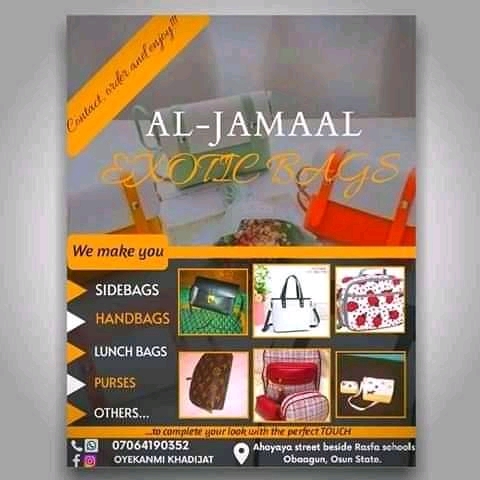 Contact, order and enjoy!!!
AL-JAMAAL
EXOTIC BAGS
We make you
SIDEBAGS
HANDBAGS
LUNCH BAGS
PURSES
OTHERS...
...to complete your look with the perfect TOUCH
07064190352
OYEKANMI KHADIJAT
Ahayaya street beside Rasfa schools
Obaagun, Osun State.